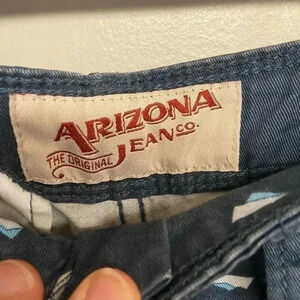 ARIZONA
JEAN CO.
THE ORIGINAL